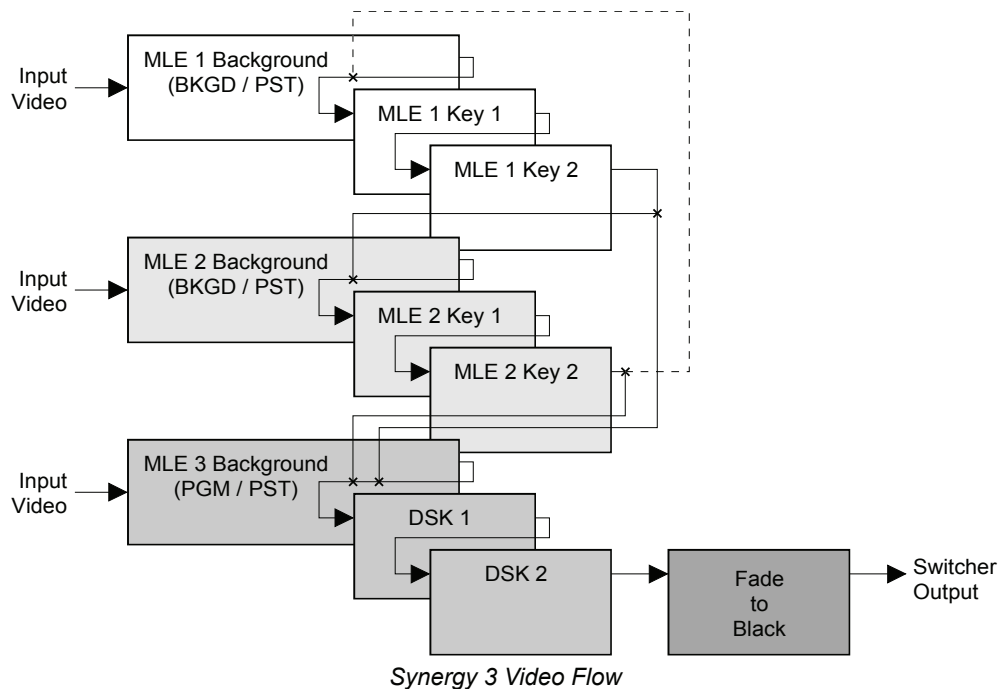 MLE 1 Background
(BKGD / PST)
Input
Video
MLE 1 Key 1
MLE 1 Key 2
MLE 2 Background
(BKGD / PST)
Input
Video
MLE 2 Key 1
MLE 2 Key 2
MLE 3 Background
(PGM / PST)
Input
Video
DSK 1
DSK 2
Fade
to
Black
Switcher
Output
Synergy 3 Video Flow